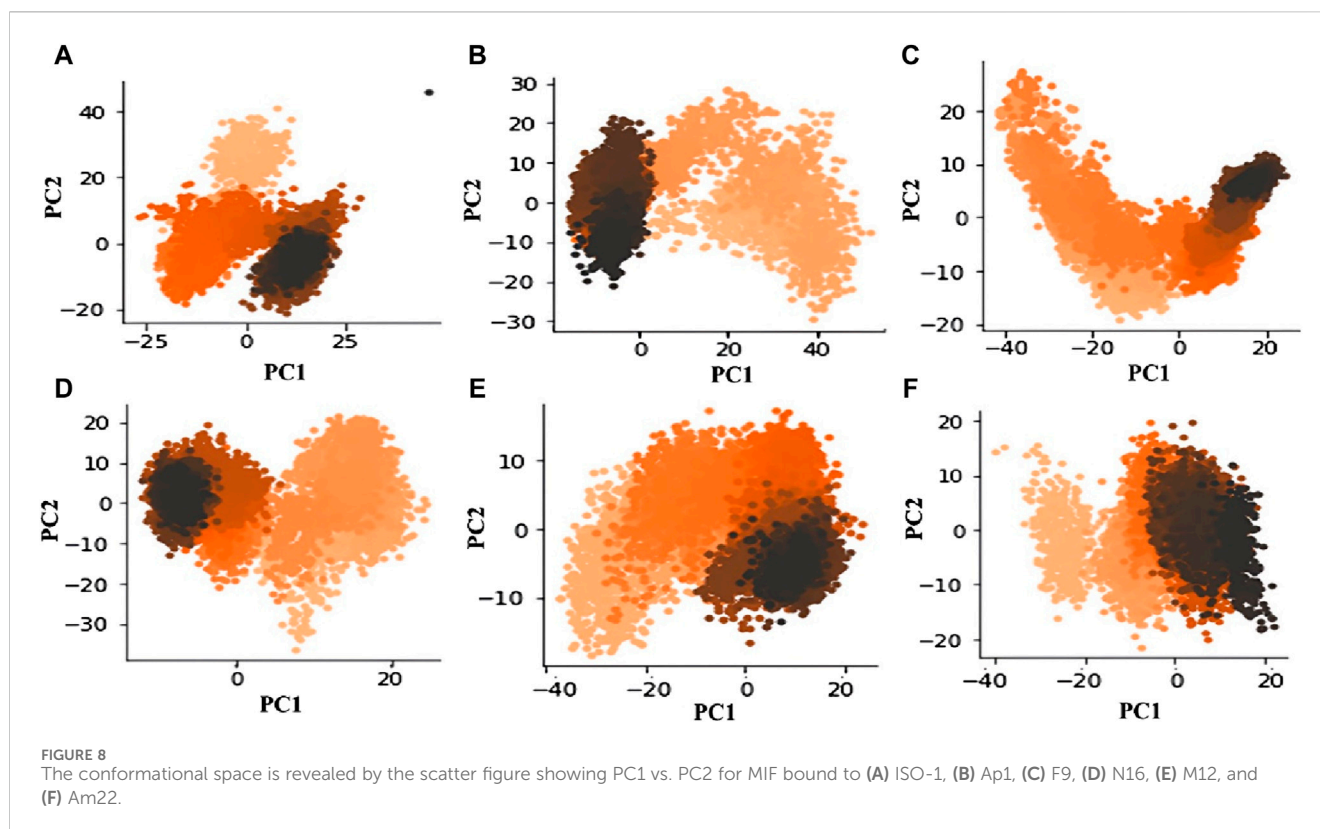 A
B
C
40
20
0
−20
PC2
−25
0
25
PC1
30
20
10
0
−10
−20
−30
PC2
0
20
40
PC1
20
10
0
−10
−20
PC2
−40
−20
0
20
PC1
D
E
F
20
10
0
−10
−20
−30
PC2
0
20
PC1
10
0
−10
PC2
−40
−20
0
20
PC1
20
10
0
−10
−20
PC2
−40
−20
0
20
PC1
FIGURE 8
The conformational space is revealed by the scatter figure showing PC1 vs. PC2 for MIF bound to (A) ISO-1, (B) Ap1, (C) F9, (D) N16, (E) M12, and
(F) Am22.